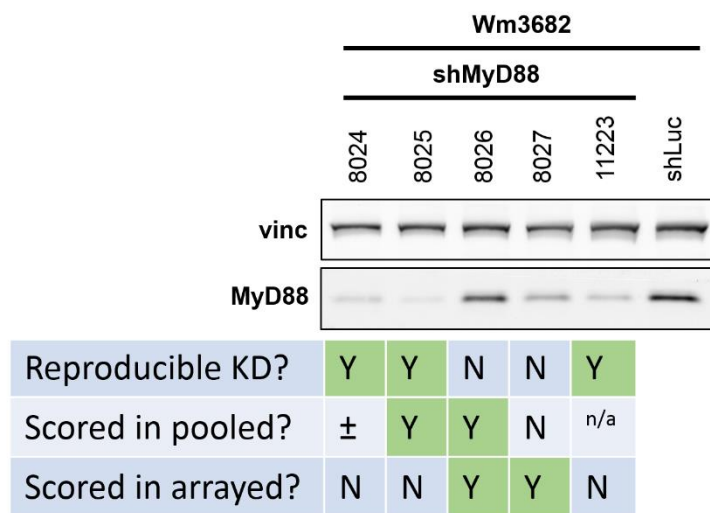 Wm3682
shMyD88
8024 8025 8026 8027 11223 shLuc
vinc
MyD88
Reproducible KD? Y Y N N Y
Scored in pooled? ± Y Y N n/a
Scored in arrayed? N N Y Y N